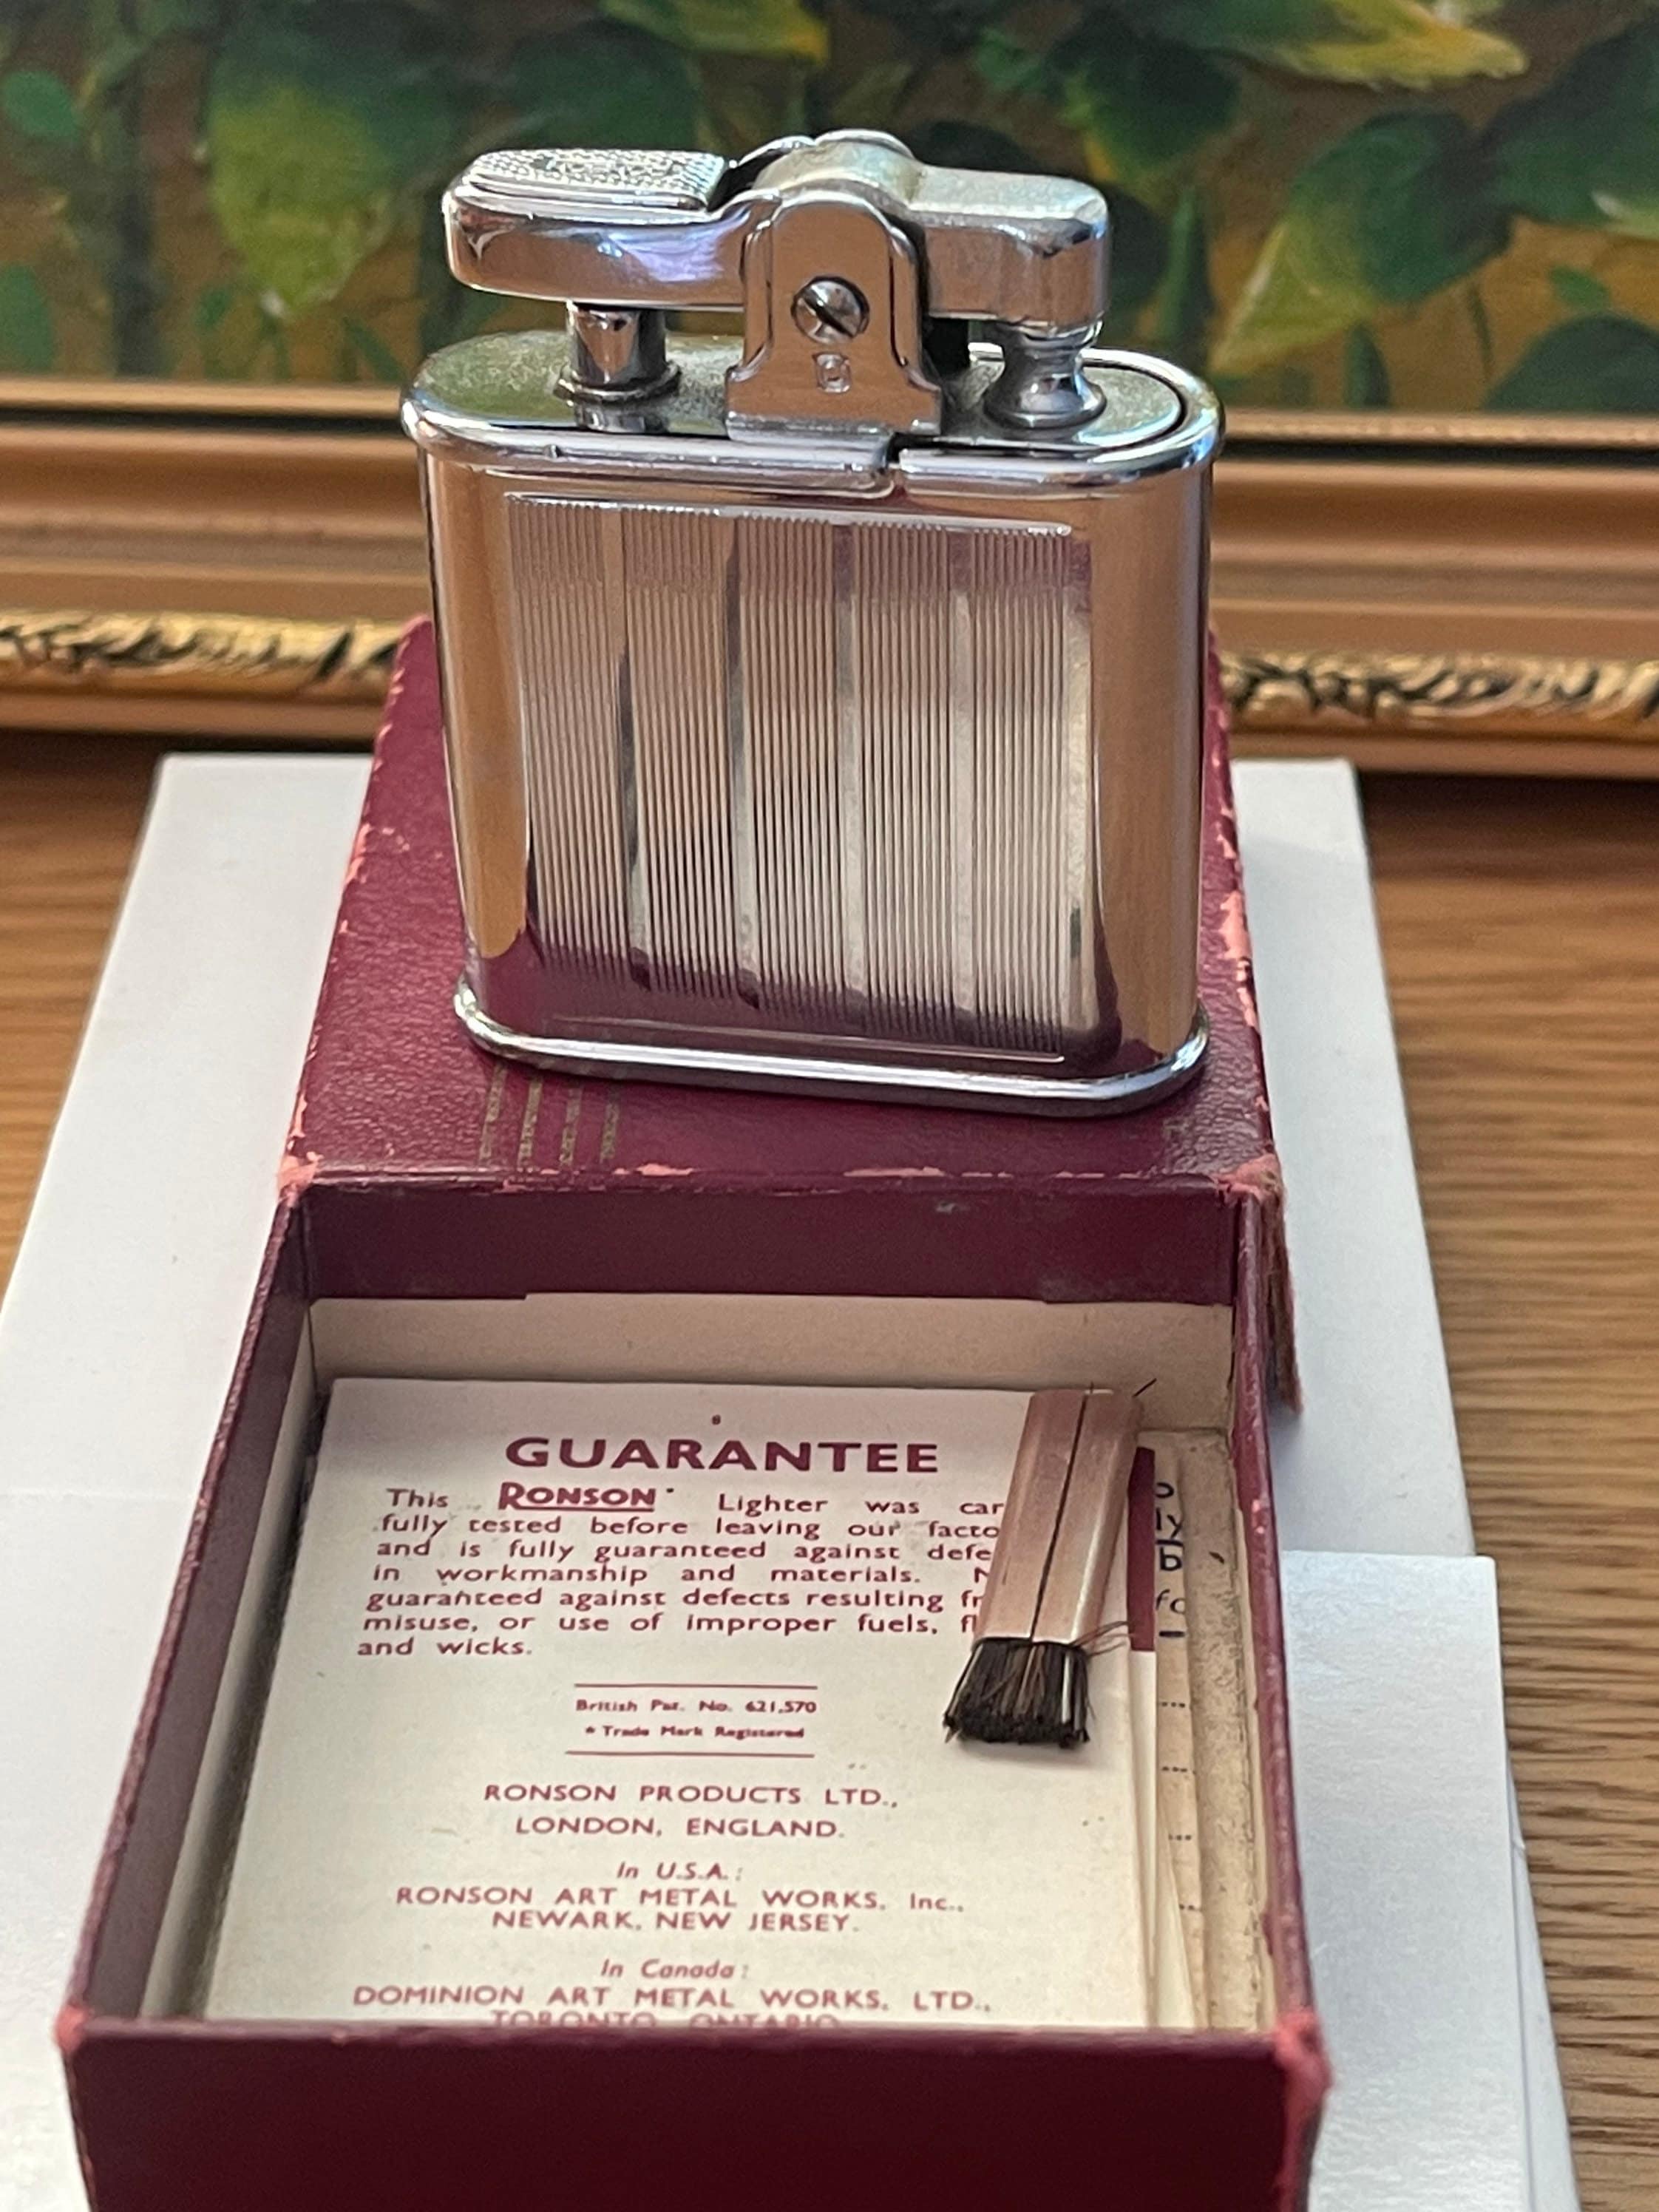 GUARANTEE
This RONSON* Lighter was car
fully tested before leaving our facto
and is fully guaranteed against defe
in workmanship and materials. N
guaranteed against defects resulting fr
misuse, or use of improper fuels, fl
and wicks.
British Pat. No. 621,570
* Trade Mark Registered
RONSON PRODUCTS LTD.,
LONDON, ENGLAND.
In U.S.A.:
RONSON ART METAL WORKS, Inc.,
NEWARK, NEW JERSEY.
In Canada:
DOMINION ART METAL WORKS, LTD.,
TORONTO, ONTARIO